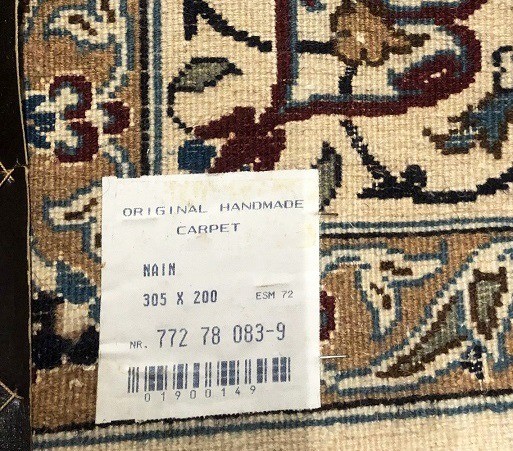 ORIGINAL HANDMADE
CARPET
NAIN
305 X 200 ESM 72
NR. 772 78 083-9
01900149